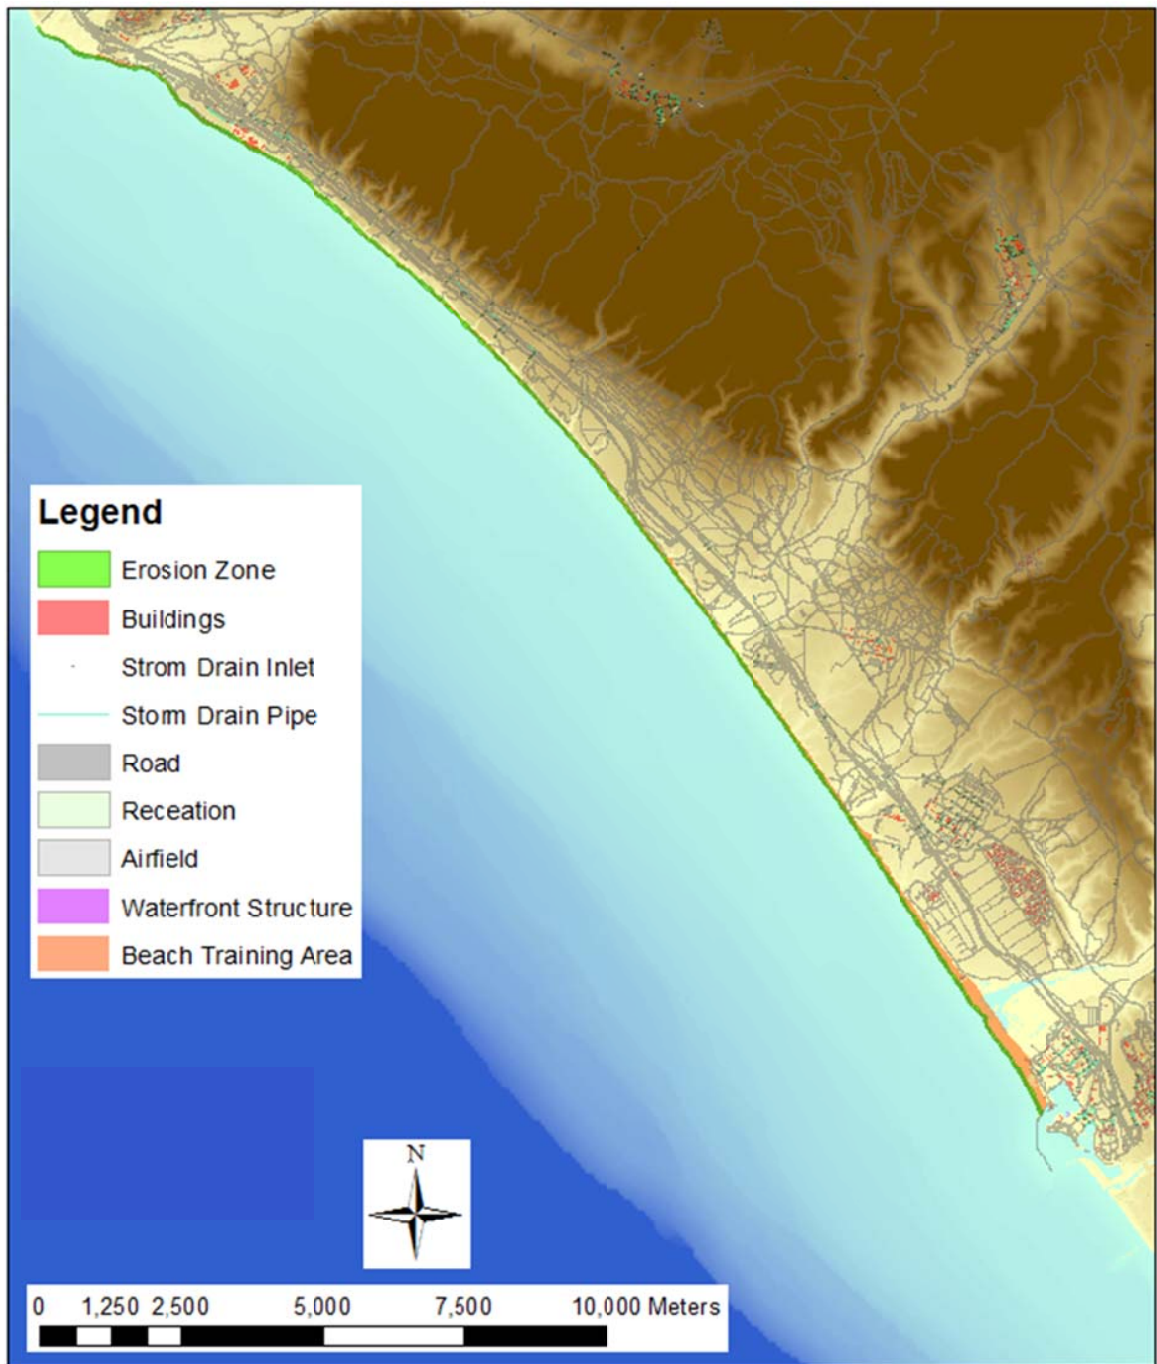 Legend
Erosion Zone
Buildings
Strom Drain Inlet
Storm Drain Pipe
Road
Receation
Airfield
Waterfront Structure
Beach Training Area
N
0 1,250 2,500 5,000 7,500 10,000 Meters